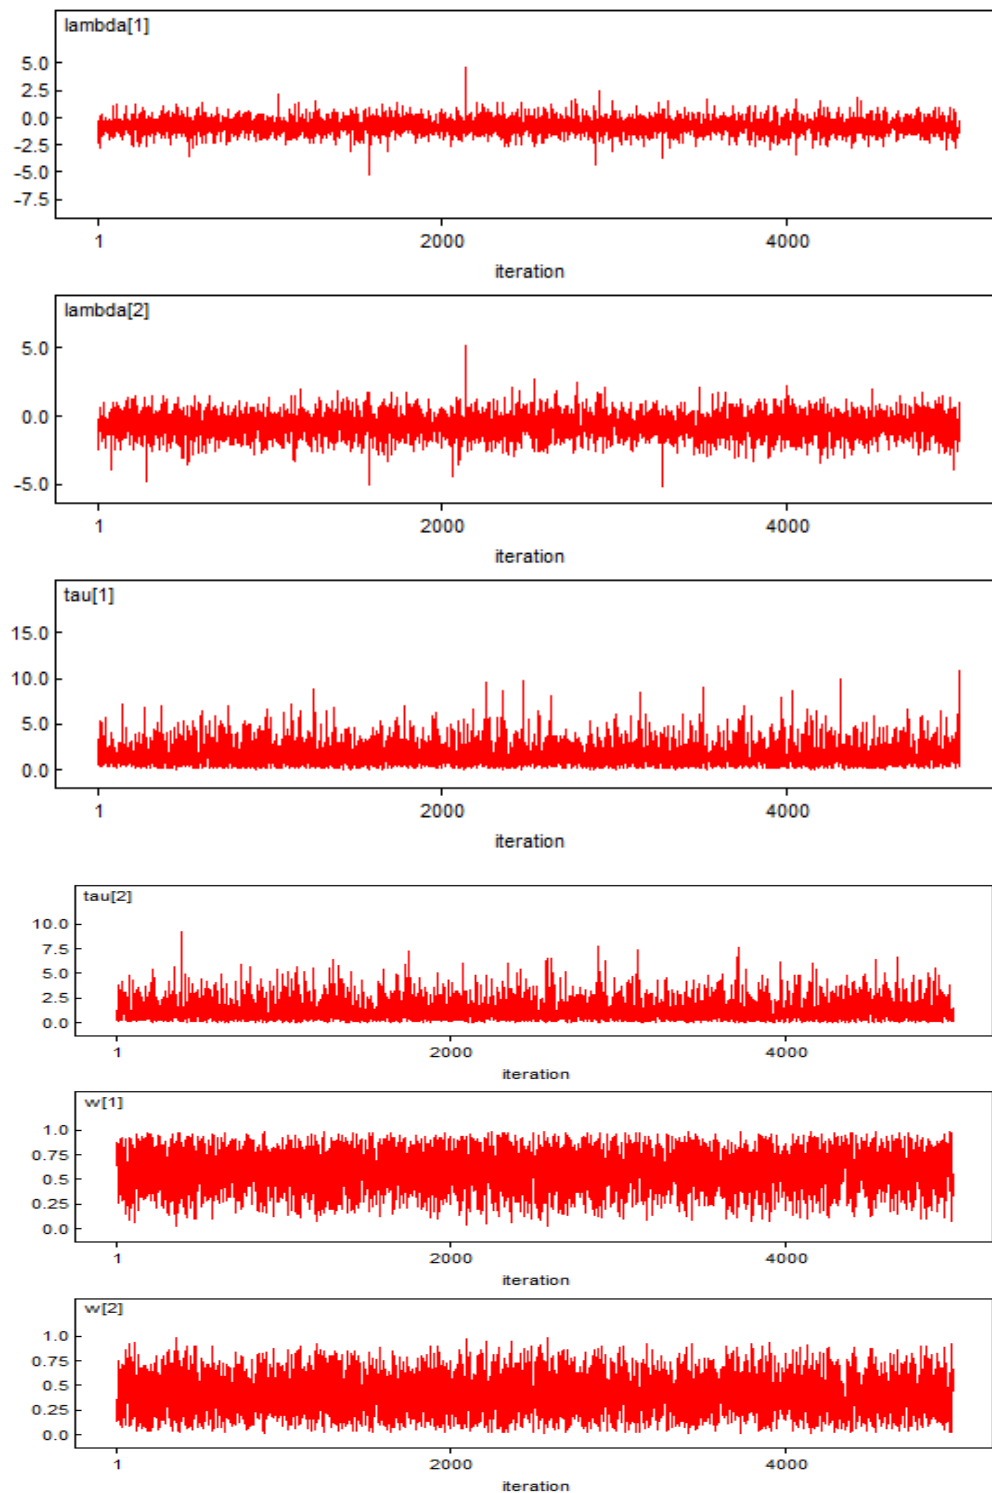 lambda[1]
5.0
2.5
0.0
-2.5
-5.0
-7.5
1 2000 4000
iteration
lambda[2]
5.0
0.0
-5.0
1 2000 4000
iteration
tau[1]
15.0
10.0
5.0
0.0
1 2000 4000
iteration
tau[2]
10.0
7.5
5.0
2.5
0.0
1 2000 4000
iteration
w[1]
1.0
0.75
0.5
0.25
0.0
1 2000 4000
iteration
w[2]
1.0
0.75
0.5
0.25
0.0
1 2000 4000
iteration